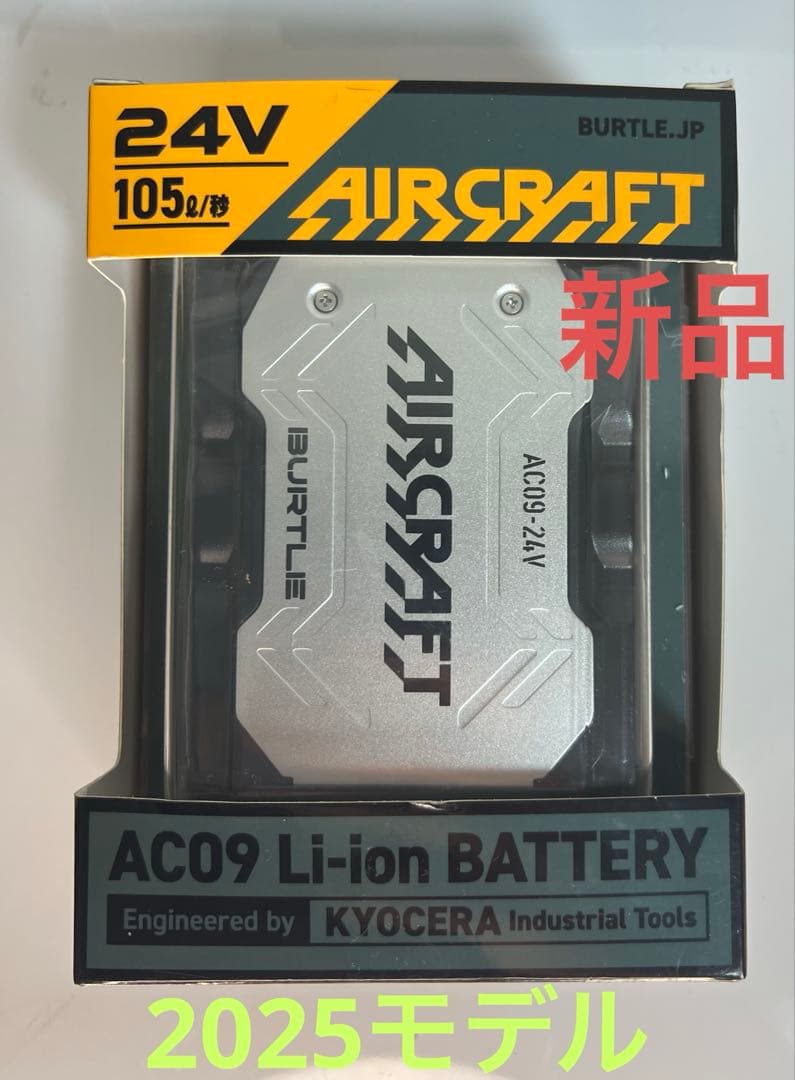 24V
105ℓ/秒
BURTLE.JP
AIRCRAFT
新品
AIRCRAFT
BURTLE
AC09-24V
AC09 Li-ion BATTERY
Engineered by KYOCERA Industrial Tools
2025モデル